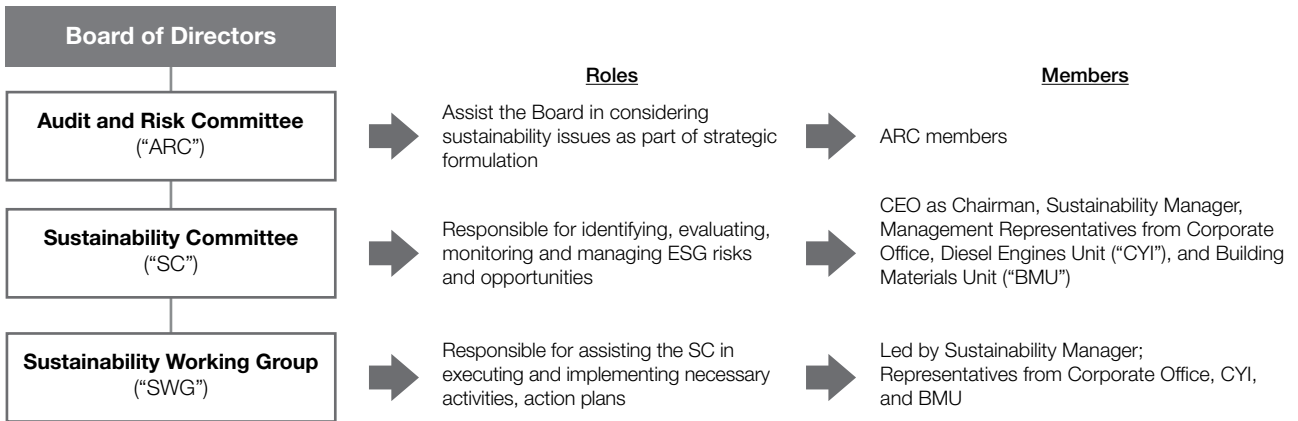 Board of Directors
Roles
Members
Audit and Risk Committee
(“ARC”)
Assist the Board in considering
sustainability issues as part of strategic
formulation
ARC members
Sustainability Committee
(“SC”)
Responsible for identifying, evaluating,
monitoring and managing ESG risks
and opportunities
CEO as Chairman, Sustainability Manager,
Management Representatives from Corporate
Office, Diesel Engines Unit (“CYI”), and Building
Materials Unit (“BMU”)
Sustainability Working Group
(“SWG”)
Responsible for assisting the SC in
executing and implementing necessary
activities, action plans
Led by Sustainability Manager;
Representatives from Corporate Office, CYI,
and BMU